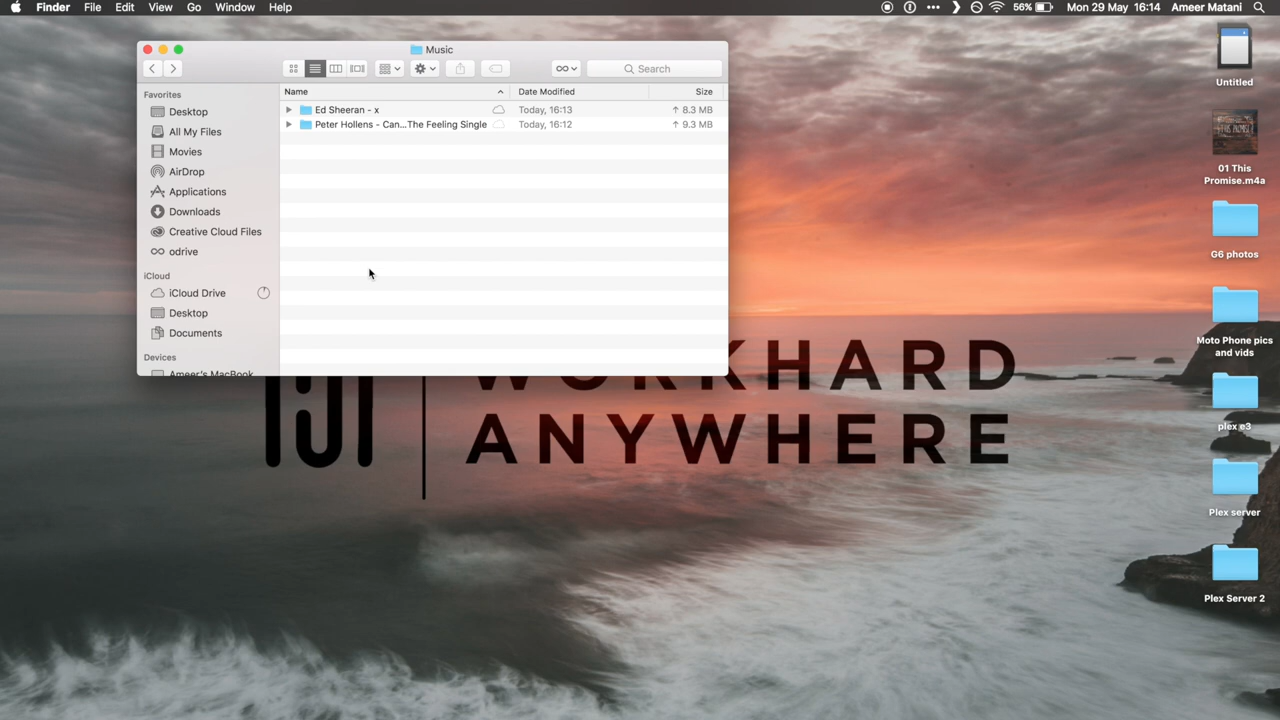 Finder File Edit View Go Window Help 56% Mon 29 May 16:14 Ameer Matani
Music
Search
Favorites
Desktop
All My Files
Movies
AirDrop
Applications
Downloads
Creative Cloud Files
odrive
iCloud
iCloud Drive
Desktop
Documents
Devices
Ameer's MacBook
Name Date Modified Size
Ed Sheeran - x Today, 16:13 ↑ 8.3 MB
Peter Hollens - Can...The Feeling Single Today, 16:12 ↑ 9.3 MB
WORKHARD
ANYWHERE
Untitled
THIS PROMISE
01 This
Promise.m4a
G6 photos
Moto Phone pics
and vids
plex e3
Plex server
Plex Server 2